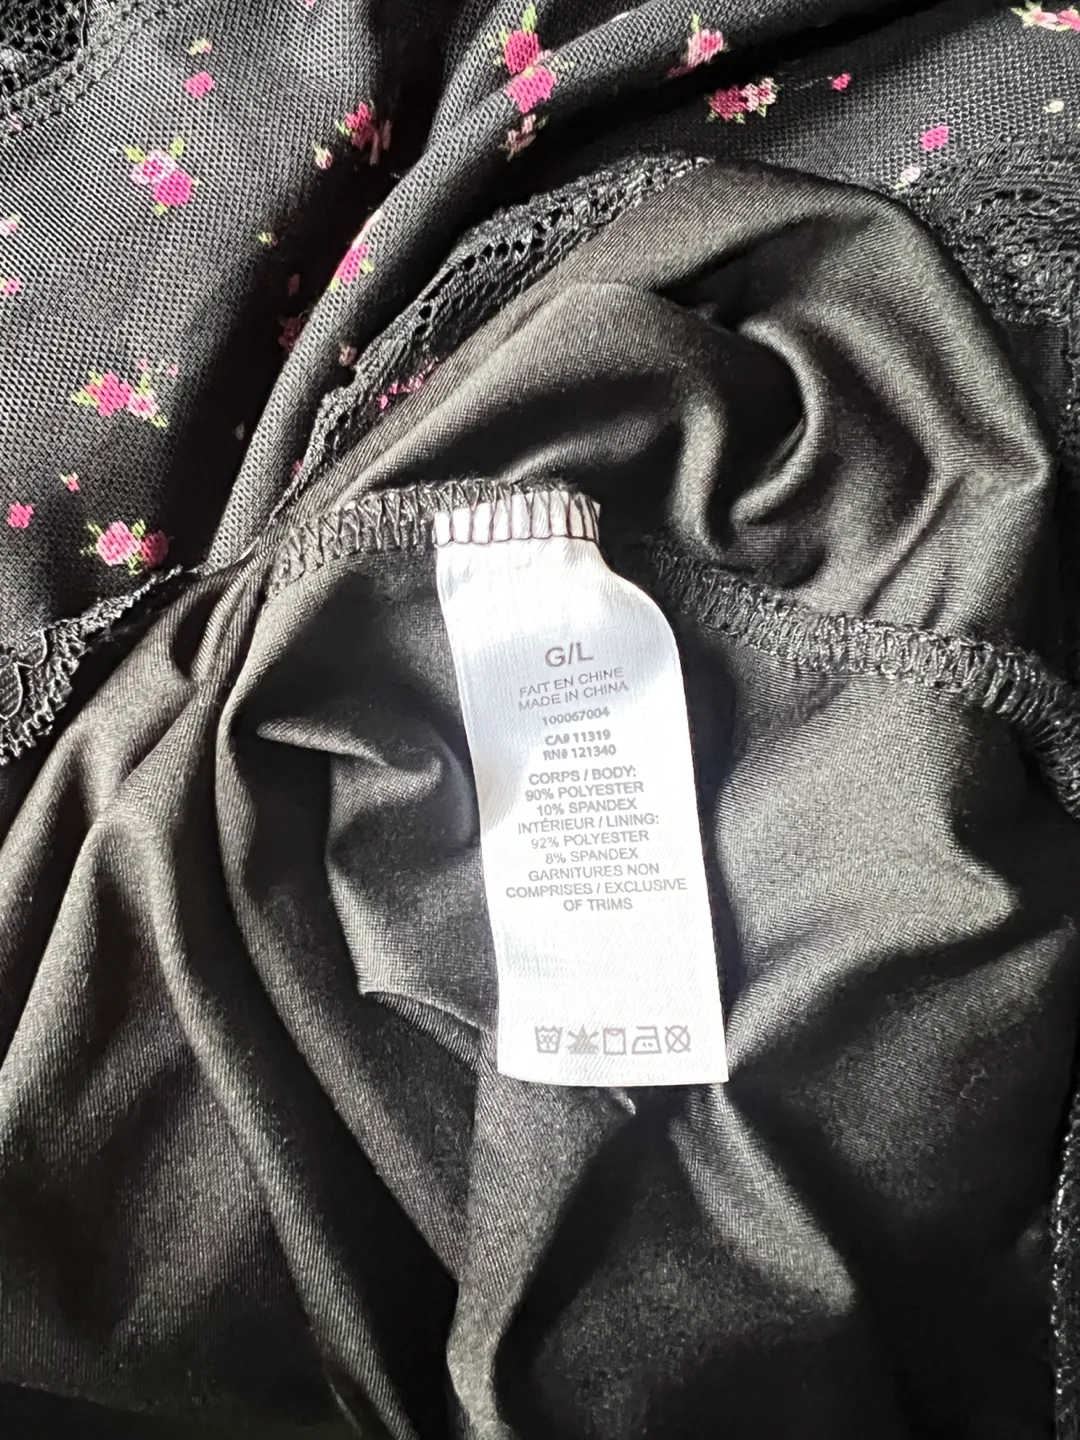 G/L
FAIT EN CHINE
MADE IN CHINA
100067004
CA# 11319
RN# 121340
CORPS / BODY:
90% POLYESTER
10% SPANDEX
INTÉRIEUR / LINING:
92% POLYESTER
8% SPANDEX
GARNITURES NON
COMPRISES / EXCLUSIVE
OF TRIMS